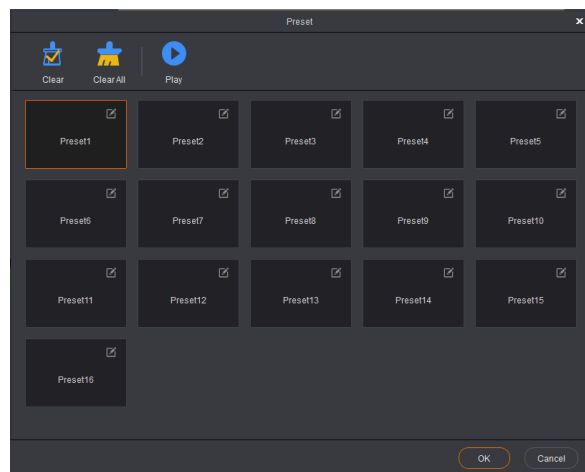 Preset
Clear Clear All Play
Preset1 Preset2 Preset3 Preset4 Preset5
Preset6 Preset7 Preset8 Preset9 Preset10
Preset11 Preset12 Preset13 Preset14 Preset15
Preset16
OK Cancel